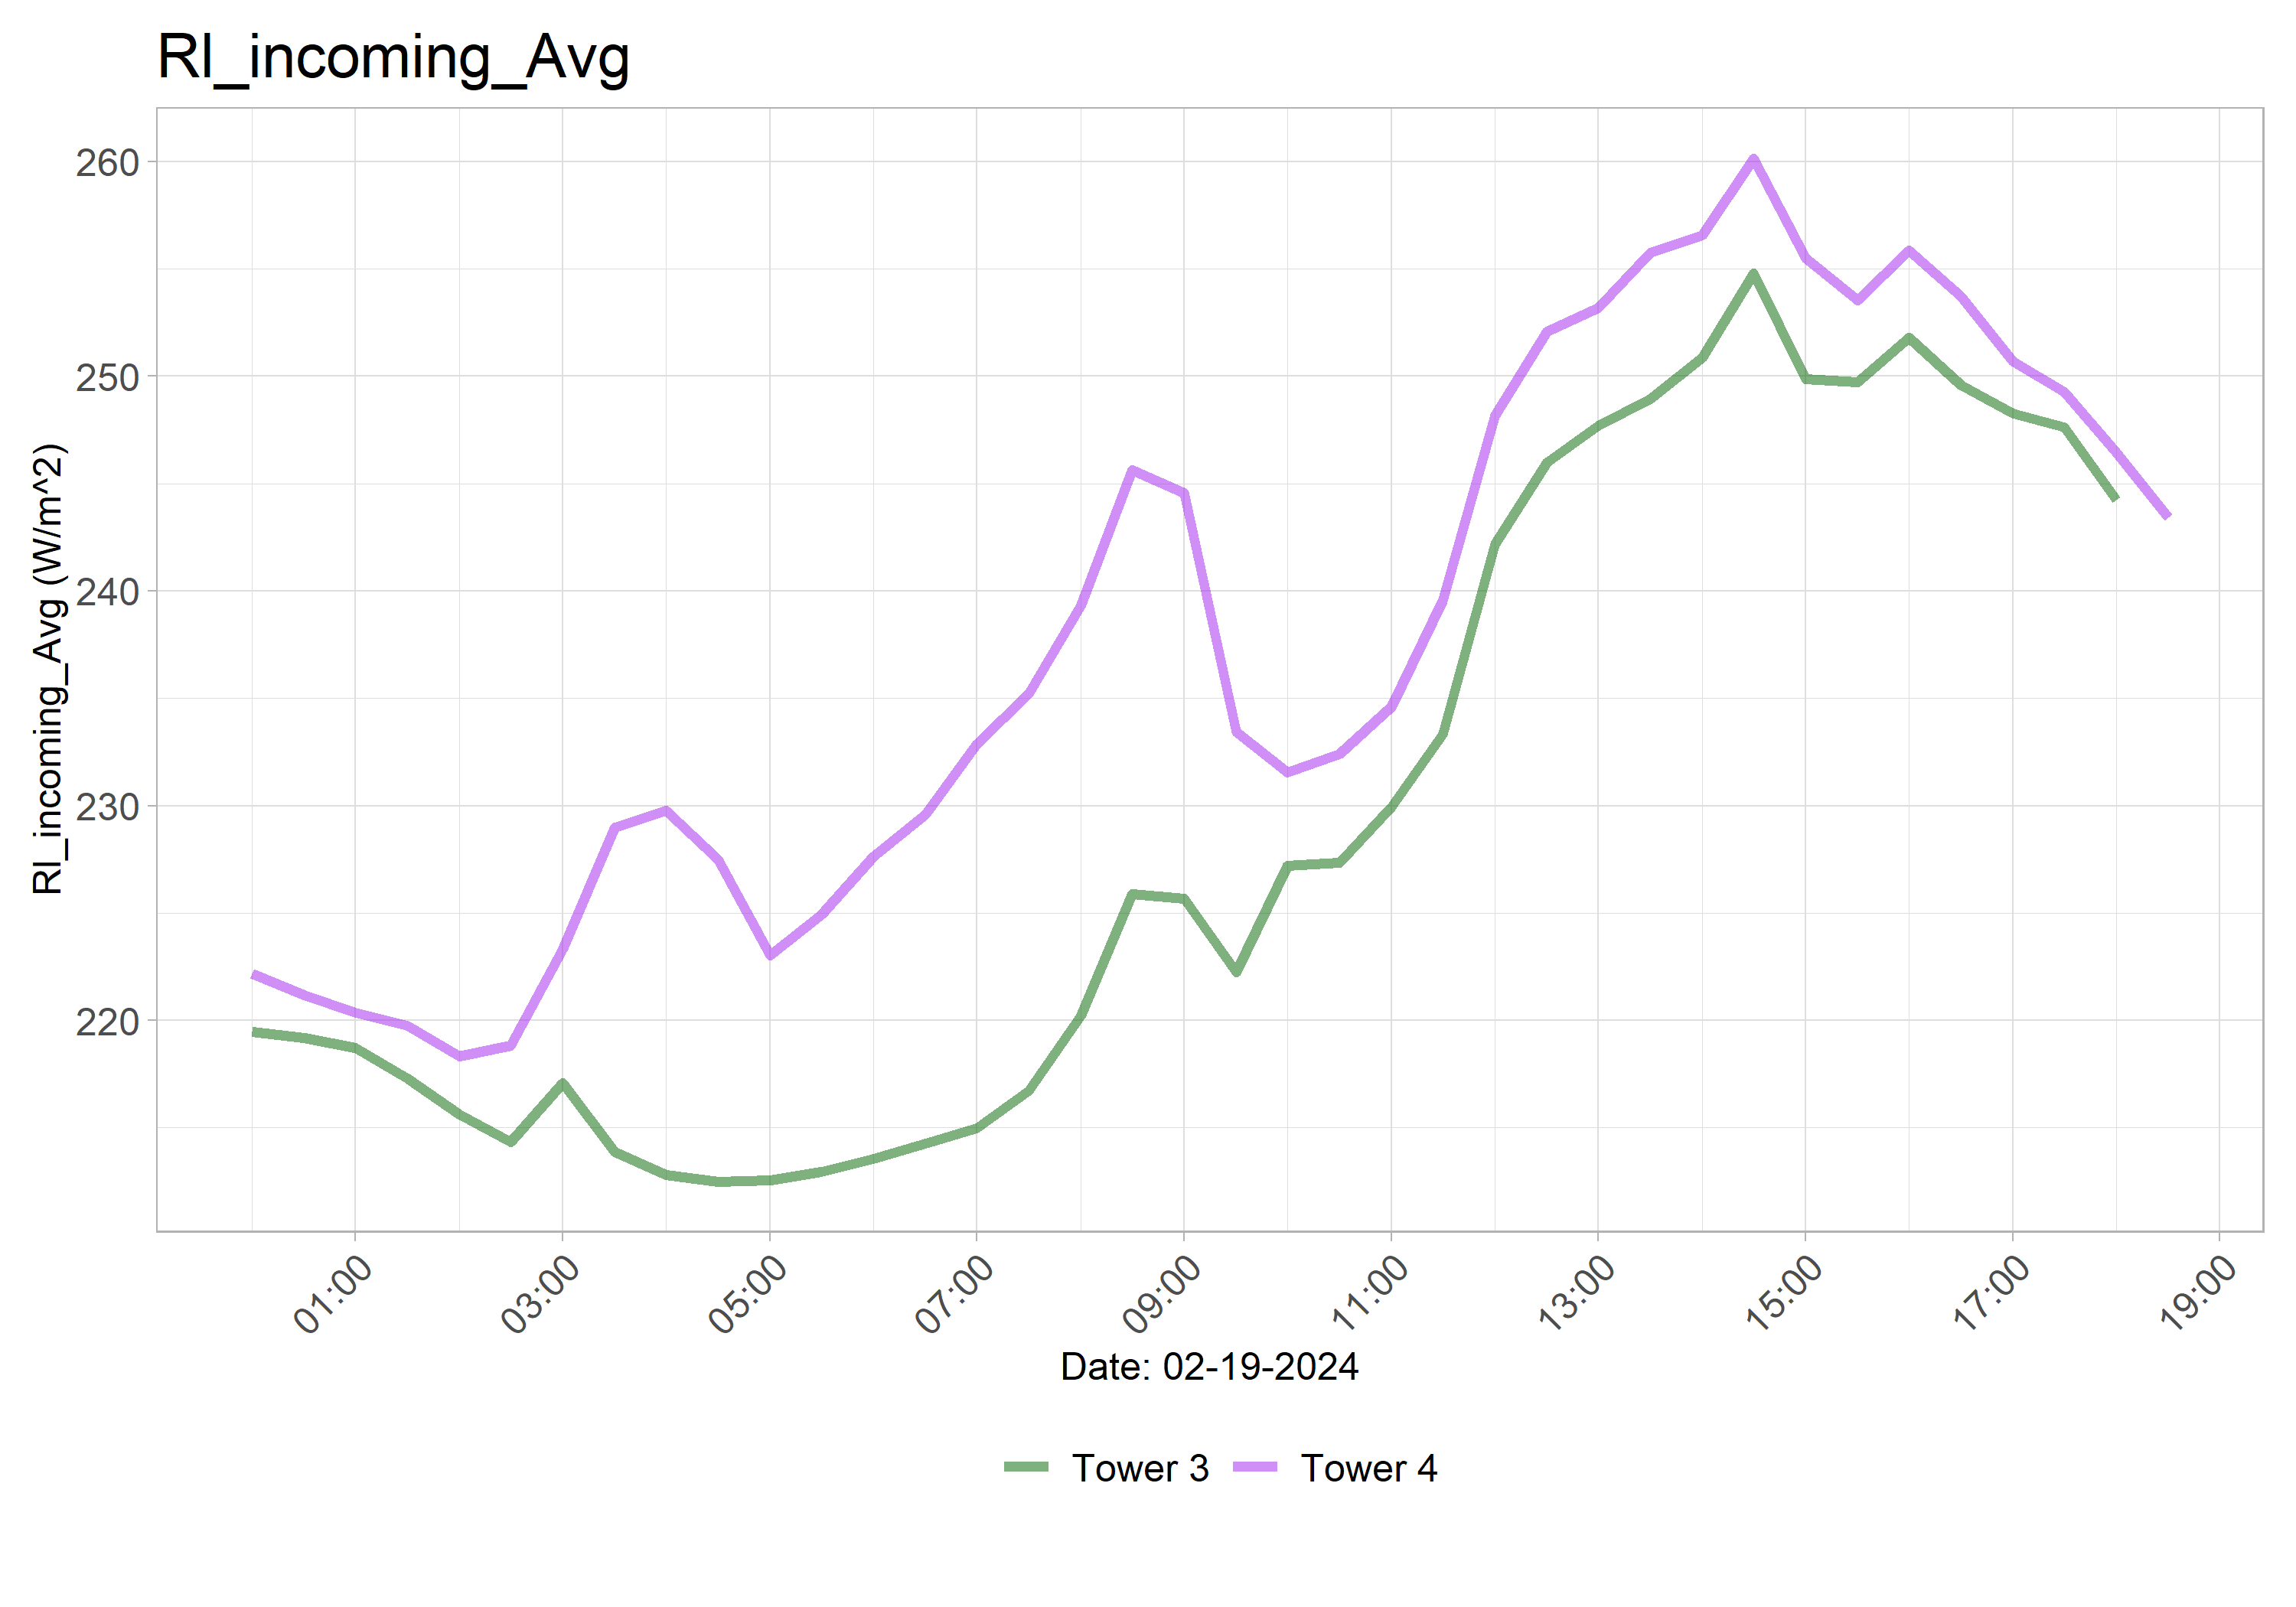 Rl_incoming_Avg
Rl_incoming_Avg (W/m^2)
260
250
240
230
220
01:00 03:00 05:00 07:00 09:00 11:00 13:00 15:00 17:00 19:00
Date: 02-19-2024
Tower 3 Tower 4